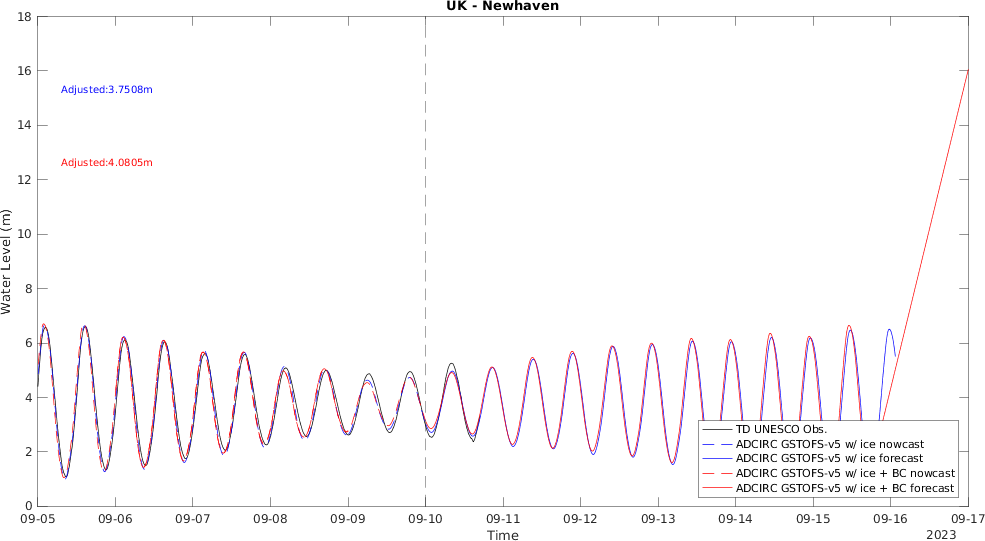 UK - Newhaven
18
16
14
12
10
8
6
4
2
0
Water Level (m)
Adjusted:3.7508m
Adjusted:4.0805m
TD UNESCO Obs.
ADCIRC GSTOFS-v5 w/ ice nowcast
ADCIRC GSTOFS-v5 w/ ice forecast
ADCIRC GSTOFS-v5 w/ ice + BC nowcast
ADCIRC GSTOFS-v5 w/ ice + BC forecast
09-05 09-06 09-07 09-08 09-09 09-10 09-11 09-12 09-13 09-14 09-15 09-16 09-17
Time
2023